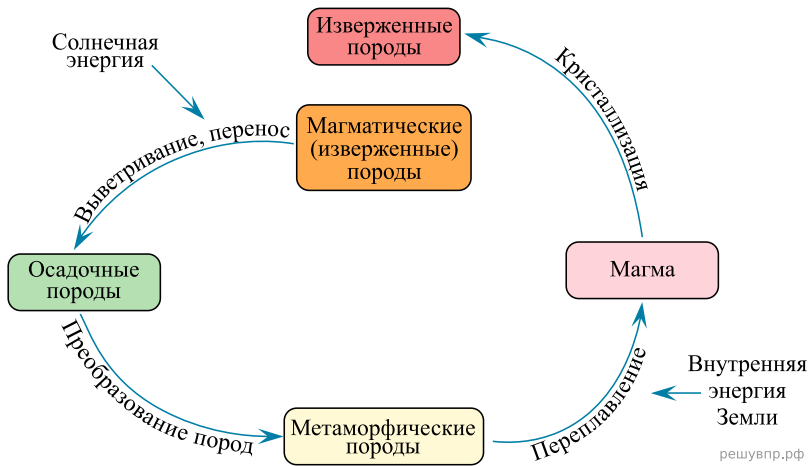 Солнечная
энергия
Изверженные
породы
Кристаллизация
Выветривание, перенос
Магматические
(изверженные)
породы
Осадочные
породы
Магма
Преобразование пород
Метаморфические
породы
Переплавление
Внутренняя
энергия
Земли
решувпр.рф